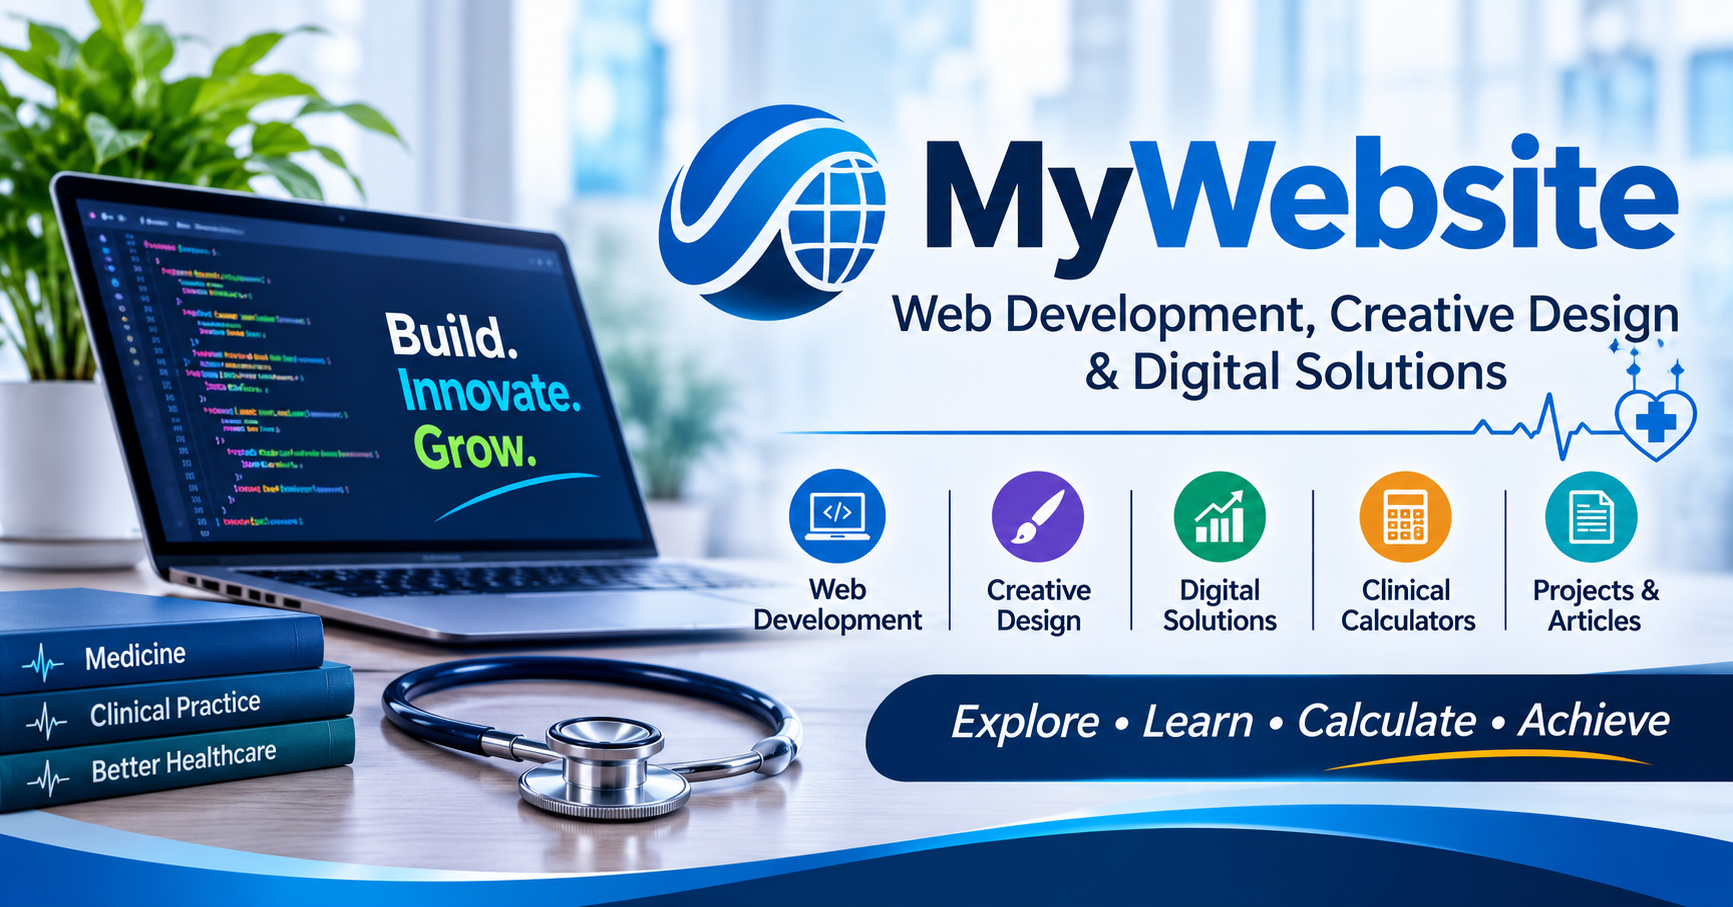 MyWebsite
Web Development, Creative Design
& Digital Solutions
Build.
Innovate.
Grow.
Web
Development
Creative
Design
Digital
Solutions
Clinical
Calculators
Projects &
Articles
Medicine
Clinical Practice
Better Healthcare
Explore • Learn • Calculate • Achieve